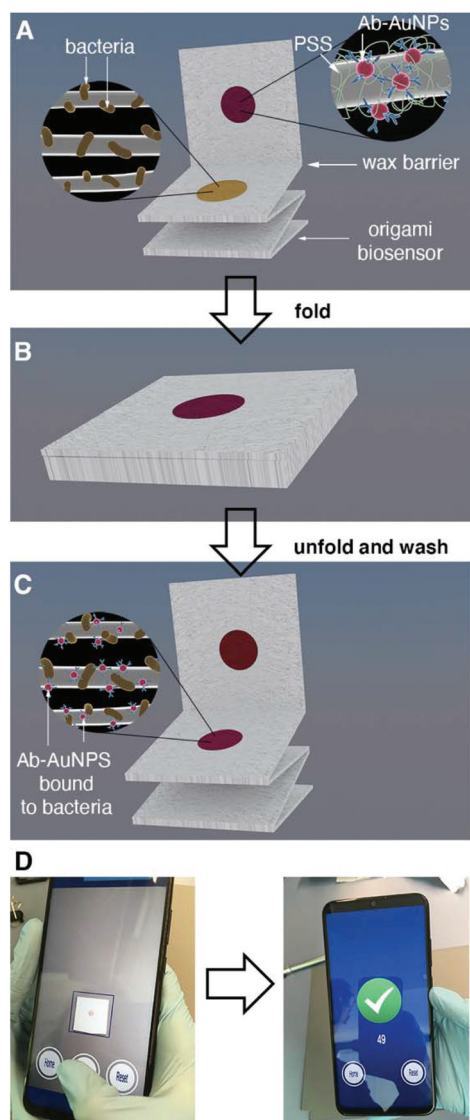 A
bacteria
PSS
Ab-AuNPs
wax barrier
origami
biosensor
fold
B
unfold and wash
C
Ab-AuNPS
bound
to bacteria
D
Home
Reset
49
Home
Reset